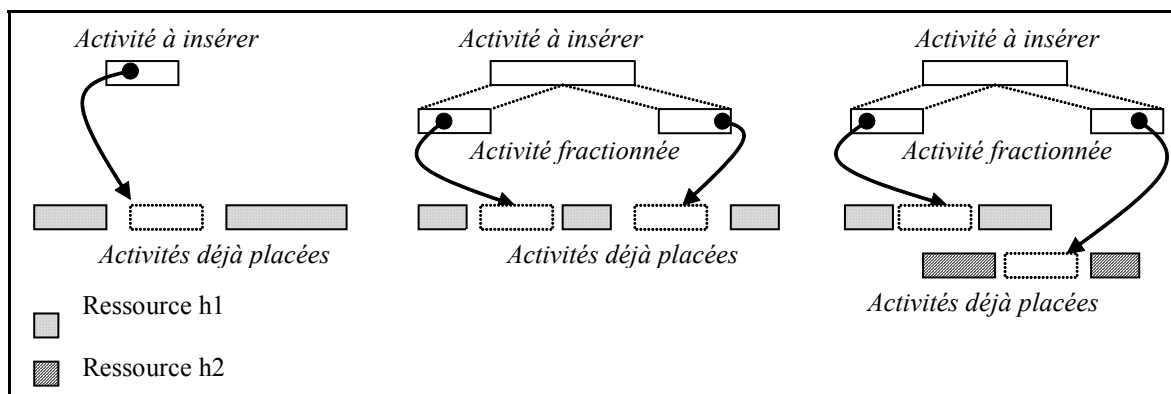 Activité à insérer
Activité à insérer
Activité à insérer
Activité fractionnée
Activité fractionnée
Activités déjà placées
Activités déjà placées
Activités déjà placées
Ressource h1
Ressource h2